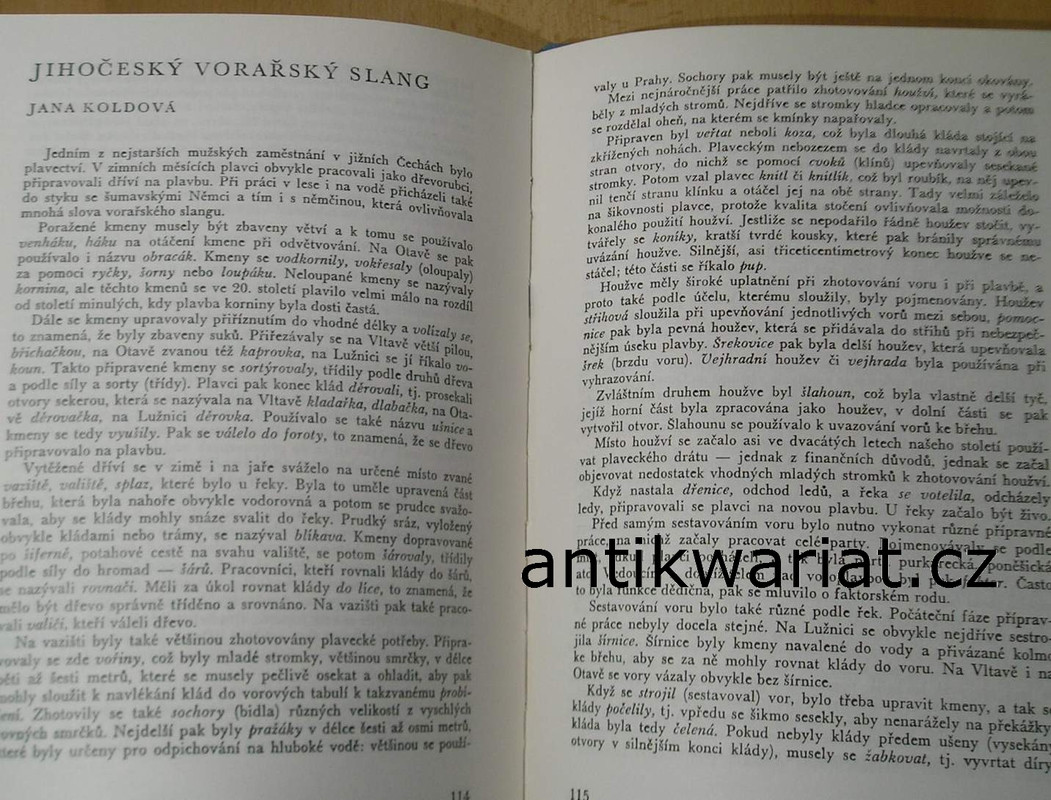 JIHOČESKÝ VORAŘSKÝ SLANG
JANA KOLDOVÁ
Jedním z nejstarších mužských zaměstnání v jižních Čechách bylo
plavectví. V zimních měsících plavci obvykle pracovali jako dřevorubci,
připravovali dříví na plavbu. Při práci v lese i na vodě přicházeli také
do styku se šumavskými Němci a tím i s němčinou, která ovlivňovala
mnohá slova vorařského slangu.
Poražené kmeny musely být zbaveny větví a k tomu se používalo
venháku, háku na otáčení kmene při odvětvování. Na Otavě se pak
používalo i názvu obracák. Kmeny se vodkornily, vokřesaly (oloupaly)
za pomoci ryčky, šorny nebo loupáku. Neloupané kmeny se nazývaly
kornina, ale těchto kmenů se ve 20. století plavilo velmi málo na rozdíl
od století minulých, kdy plavba korniny byla dosti častá.
Dále se kmeny upravovaly přiříznutím do vhodné délky a volízaly se,
to znamená, že byly zbaveny suků. Přiřezávaly se na Vltavě větší pilou,
břichačkou, na Otavě zvanou též kaprovka, na Lužnici se jí říkalo vo-
koun. Takto připravené kmeny se sortýrovaly, třídily podle druhů dřeva
a podle síly a sorty (třídy). Plavci pak konec klád děrovali, tj. prosekali
otvory sekerou, která se nazývala na Vltavě kladařka, dlabačka, na Ota-
vě děrovačka, na Lužnici děrovka. Používalo se také názvu ušnice a
kmeny se tedy vyušily. Pak se válelo do foroty, to znamená, že se dřevo
připravovalo na plavbu.
Vytěžené dříví se v zimě i na jaře sváželo na určené místo zvané
vaziště, valiště, splaz, které bylo u řeky. Byla to uměle upravená část
břehu, která byla nahoře obvykle vodorovná a potom se prudce svažo-
vala, aby se klády mohly snáze svalit do řeky. Prudký sráz, vyložený
obvykle kládami nebo trámy, se nazýval blikava. Kmeny dopravované
po šiferně, potahové cestě na svahu valiště, se potom šárovaly, třídily
podle síly do hromad — šárů. Pracovníci, kteří rovnali klády do šárů,
se nazývali rovnači. Měli za úkol rovnat klády do líce, to znamená, že
mělo být dřevo správně tříděno a srovnáno. Na vazišti pak také praco-
vali valiči, kteří váleli dřevo.
Na vazišti byly také většinou zhotovovány plavecké potřeby. Připra-
vovaly se zde vořiny, což byly mladé stromky, většinou smrčky, v délce
pěti až šesti metrů, které se musely pečlivě osekat a ohladit, aby pak
mohly sloužit k navlékání klád do vorových tabulí k takzvanému probí-
jení. Zhotovily se také sochory (bidla) různých velikostí z vyschlých
rovných smrčků. Nejdelší pak byly pražáky v délce šesti až osmi metrů,
které byly určeny pro odpichování na hluboké vodě: většinou se použí-
114
valy u Prahy. Sochory pak musely být ještě na jednom konci okovány.
Mezi nejnáročnější práce patřilo zhotovování houžví, které se vyrá-
běly z mladých stromů. Nejdříve se stromky hladce opracovaly a potom
se rozdělal oheň, na kterém se kmínky napařovaly.
Připraven byl veřtat neboli koza, což byla dlouhá kláda stojící na
zkřížených nohách. Plaveckým nebozezem se do klády navrtaly z obou
stran otvory, do nichž se pomocí cvoků (klínů) upevňovaly sesekané
stromky. Potom vzal plavec knitl či knitlík, což byl roubík, na něj upev-
nil tenčí stranu klínku a otáčel jej na obě strany. Tady velmi záleželo
na šikovnosti plavce, protože kvalita stočení ovlivňovala možnosti do-
konalého použití houžví. Jestliže se nepodařilo řádně houžev stočit, vy-
tvářely se koníky, kratší tvrdé kousky, které pak bránily správnému
uvázání houžve. Silnější, asi třiceticentimetrový konec houžve se ne-
stáčel; této části se říkalo pup.
Houžve měly široké uplatnění při zhotovování voru i při plavbě, a
proto také podle účelu, kterému sloužily, byly pojmenovány. Houžev
střihová sloužila při upevňování jednotlivých vorů mezi sebou, pomoc-
nice pak byla pevná houžev, která se přidávala do střihů při nebezpeč-
nějším úseku plavby. Šrekovice pak byla delší houžev, která upevňovala
šrek (brzdu voru). Vejhradní houžev či vejhrada byla používána při
vyhrazování.
Zvláštním druhem houžve byl šlahoun, což byla vlastně delší tyč,
jejíž horní část byla zpracována jako houžev, v dolní části se pak
vytvořil otvor. Šlahounu se používalo k uvazování vorů ke břehu.
Místo houžví se začalo asi ve dvacátých letech našeho století použí-
vat plaveckého drátu — jednak z finančních důvodů, jednak se začal
objevovat nedostatek vhodných mladých stromků k zhotovování houžví.
Když nastala dřenice, odchod ledů, a řeka se votelila, odcházely
ledy, připravovali se plavci na novou plavbu. U řeky začalo být živo.
Před samým sestavováním voru bylo nutno vykonat různé přípravné
práce, na nichž začaly pracovat celé party. Pojmenovávaly se podle
purkarecká, poněšická
atd.
Často
to byla funkce dědičná, pak se mluvilo o faktorském rodu.
Sestavování voru bylo také různé podle řek. Počáteční fáze příprav-
né práce nebyly docela stejné. Na Lužnici se obvykle nejdříve sestro-
jila šírnice. Šírnice byly kmeny navalené do vody a přivázané kolmo
ke břehu, aby se za ně mohly rovnat klády do voru. Na Vltavě i na
Otavě se vory vázaly obvykle bez šírnice.
Když se strojil (sestavoval) vor, bylo třeba upravit kmeny, a tak se
klády počelily, tj. vpředu se šikmo sesekly, aby nenarážely na překážky,
kláda byla tedy čelená. Pokud nebyly klády předem ušeny (vysekány
otvory v silnějším konci klády), musely se žabkovat, tj. vyvrtat díry
115
antikwariat.cz